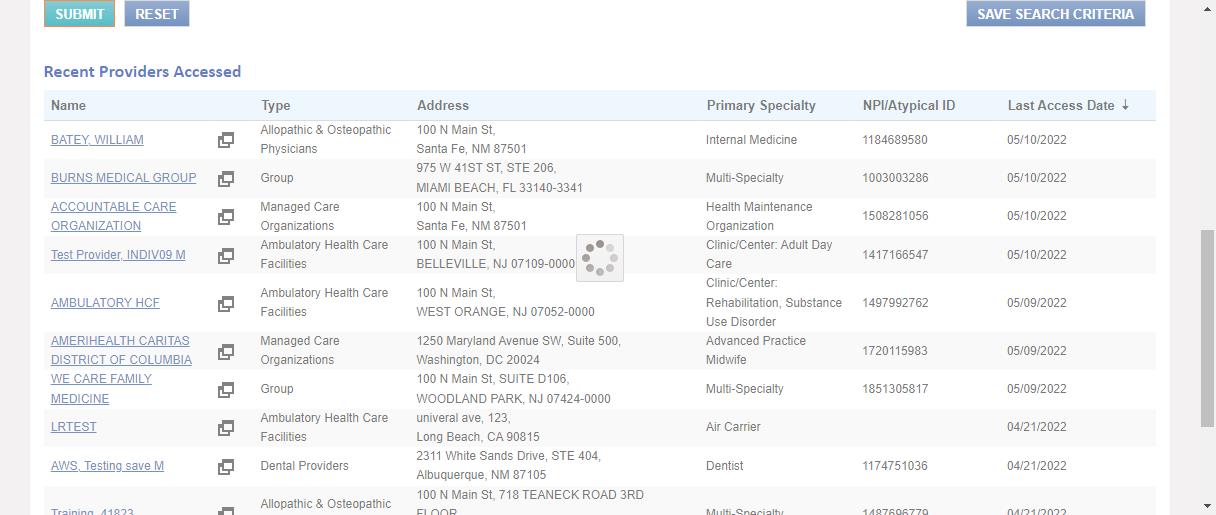 SUBMIT RESET SAVE SEARCH CRITERIA
Recent Providers Accessed
Name Type Address Primary Specialty NPI/Atypical ID Last Access Date ↓
BATEY, WILLIAM Allopathic & Osteopathic Physicians 100 N Main St, Santa Fe, NM 87501 Internal Medicine 1184689580 05/10/2022
BURNS MEDICAL GROUP Group 975 W 41ST ST, STE 206, MIAMI BEACH, FL 33140-3341 Multi-Specialty 1003003286 05/10/2022
ACCOUNTABLE CARE ORGANIZATION Managed Care Organizations 100 N Main St, Santa Fe, NM 87501 Health Maintenance Organization 1508281056 05/10/2022
Test Provider, INDIV09 M Ambulatory Health Care Facilities 100 N Main St, BELLEVILLE, NJ 07109-0000 Clinic/Center: Adult Day Care 1417166547 05/10/2022
AMBULATORY HCF Ambulatory Health Care Facilities 100 N Main St, WEST ORANGE, NJ 07052-0000 Clinic/Center: Rehabilitation, Substance Use Disorder 1497992762 05/09/2022
AMERIHEALTH CARITAS DISTRICT OF COLUMBIA Managed Care Organizations 1250 Maryland Avenue SW, Suite 500, Washington, DC 20024 Advanced Practice Midwife 1720115983 05/09/2022
WE CARE FAMILY MEDICINE Group 100 N Main St, SUITE D106, WOODLAND PARK, NJ 07424-0000 Multi-Specialty 1851305817 05/09/2022
LRTEST Ambulatory Health Care Facilities univeral ave, 123, Long Beach, CA 90815 Air Carrier 04/21/2022
AWS, Testing save M Dental Providers 2311 White Sands Drive, STE 404, Albuquerque, NM 87105 Dentist 1174751036 04/21/2022
Training, 41823 Allopathic & Osteopathic 100 N Main St, 718 TEANECK ROAD 3RD FLOOR Multi-Specialty 1487696779 04/21/2022